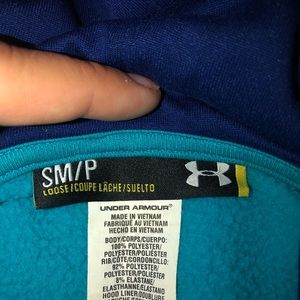 SM/P
LOOSE/COUPE LÂCHE/SUELTO
UNDER ARMOUR®
MADE IN VIETNAM
FABRIQUÉ AU VIETNAM
HECHO EN VIETNAM
BODY/CORPS/CUERPO:
100% POLYESTER/
POLYESTER/POLIÉSTER
RIB/CÔTE/CORDONCILLO:
92% POLYESTER/
POLYESTER/POLIÉSTER
8% ELASTANE/
ELASTHANNE/ELASTANO
HOOD LINER/DOUBLURE